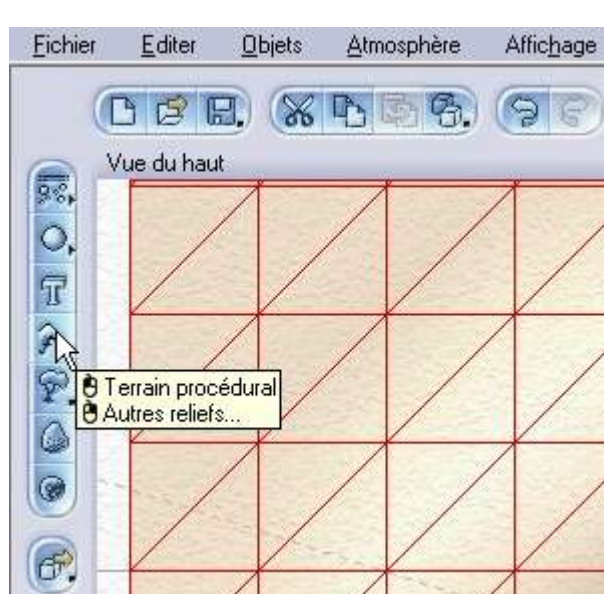 Fichier Editer Objets Atmosphère Affichage
Vue du haut
T
Terrain procédural
Autres reliefs...